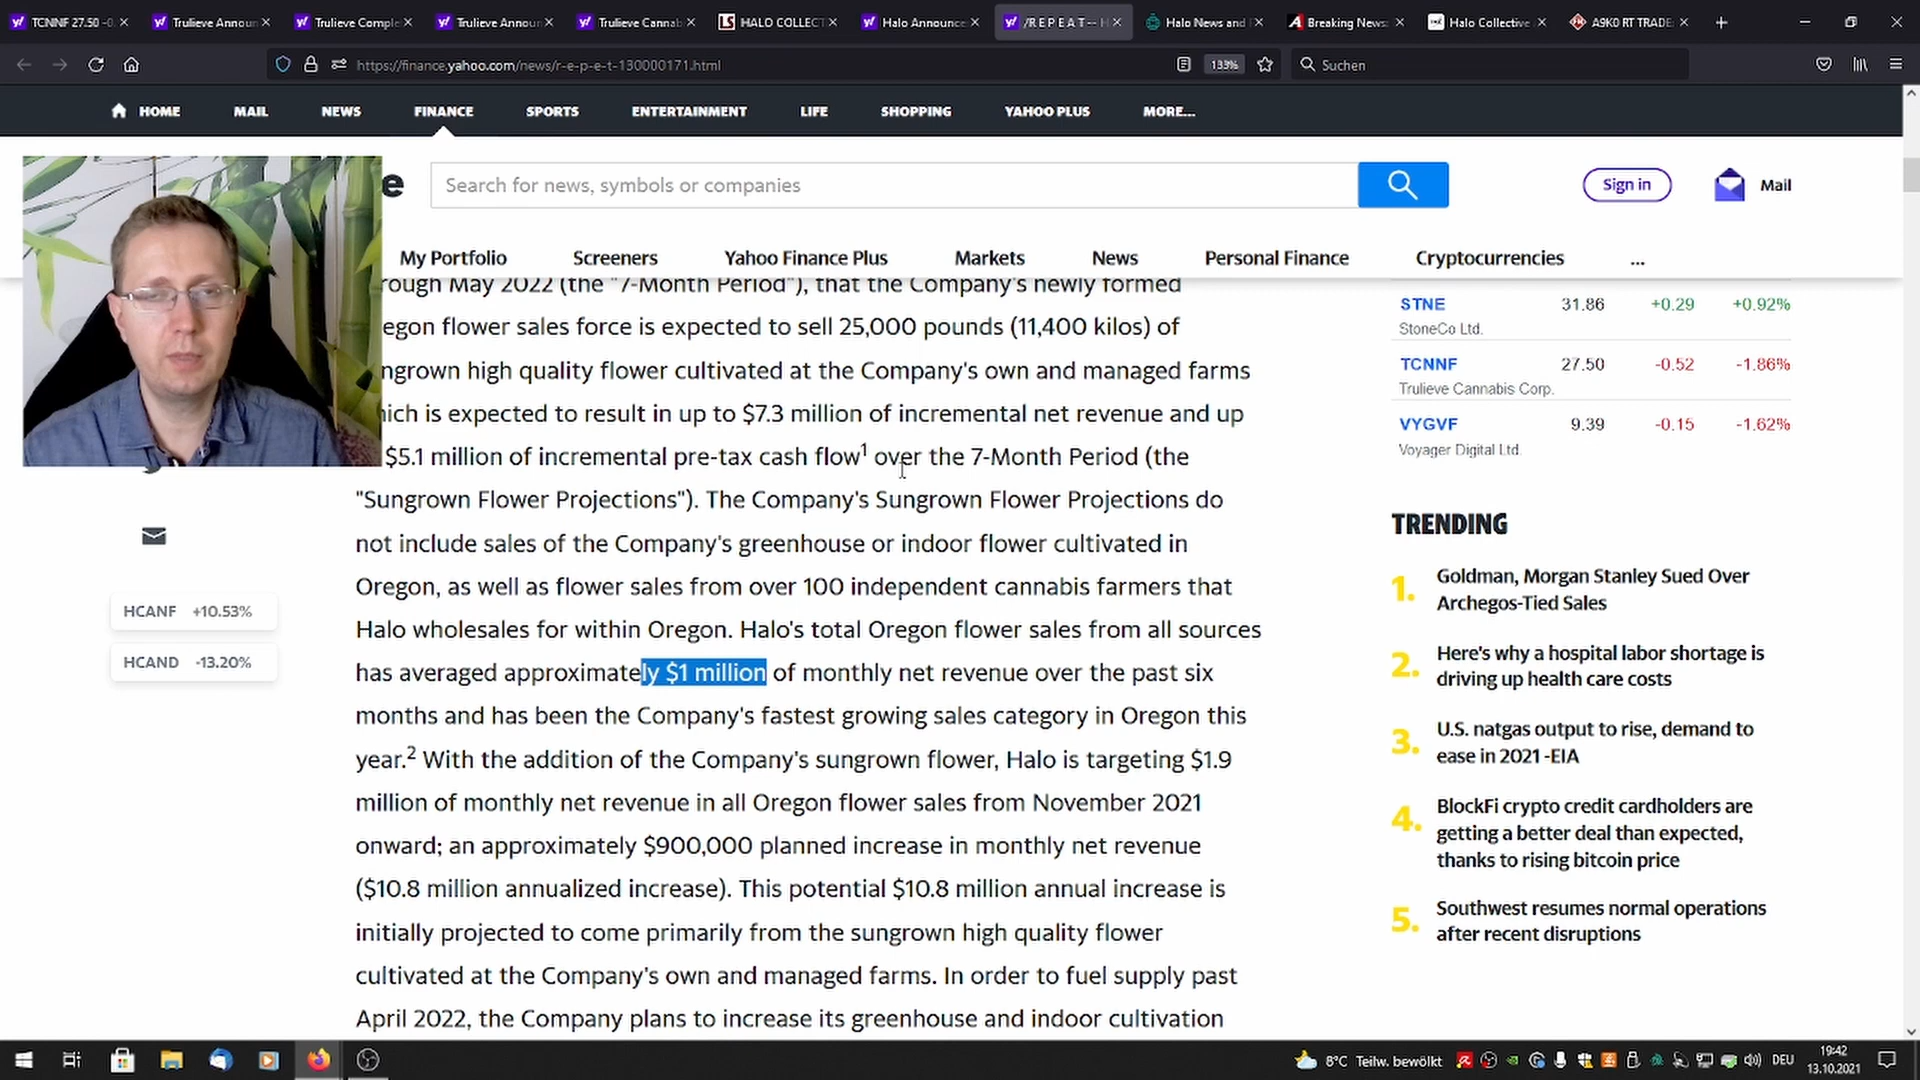 TCNNF 27.50 -0.
Trulieve Announ
Trulieve Comple
Trulieve Announ
Trulieve Cannab
HALO COLLECT
Halo Announce
/R E P E A T -- H
Halo News and
Breaking News
Halo Collective
A9K0 RT TRADE
https://finance.yahoo.com/news/r-e-p-e-t-130000171.html
133%
Suchen
HOME MAIL NEWS FINANCE SPORTS ENTERTAINMENT LIFE SHOPPING YAHOO PLUS MORE...
e
Search for news, symbols or companies
Sign in
Mail
My Portfolio Screeners Yahoo Finance Plus Markets News Personal Finance Cryptocurrencies ...
rough May 2022 (the "7-Month Period"), that the Company's newly formed
egon flower sales force is expected to sell 25,000 pounds (11,400 kilos) of
ngrown high quality flower cultivated at the Company's own and managed farms
hich is expected to result in up to $7.3 million of incremental net revenue and up
$5.1 million of incremental pre-tax cash flow1 over the 7-Month Period (the
"Sungrown Flower Projections"). The Company's Sungrown Flower Projections do
not include sales of the Company's greenhouse or indoor flower cultivated in
Oregon, as well as flower sales from over 100 independent cannabis farmers that
Halo wholesales for within Oregon. Halo's total Oregon flower sales from all sources
has averaged approximately $1 million of monthly net revenue over the past six
months and has been the Company's fastest growing sales category in Oregon this
year.2 With the addition of the Company's sungrown flower, Halo is targeting $1.9
million of monthly net revenue in all Oregon flower sales from November 2021
onward; an approximately $900,000 planned increase in monthly net revenue
($10.8 million annualized increase). This potential $10.8 million annual increase is
initially projected to come primarily from the sungrown high quality flower
cultivated at the Company's own and managed farms. In order to fuel supply past
April 2022, the Company plans to increase its greenhouse and indoor cultivation
HCANF +10.53%
HCAND -13.20%
STNE 31.86 +0.29 +0.92%
StoneCo Ltd.
TCNNF 27.50 -0.52 -1.86%
Trulieve Cannabis Corp.
VYGVF 9.39 -0.15 -1.62%
Voyager Digital Ltd.
TRENDING
1. Goldman, Morgan Stanley Sued Over
Archegos-Tied Sales
2. Here's why a hospital labor shortage is
driving up health care costs
3. U.S. natgas output to rise, demand to
ease in 2021 -EIA
4. BlockFi crypto credit cardholders are
getting a better deal than expected,
thanks to rising bitcoin price
5. Southwest resumes normal operations
after recent disruptions
8°C Teilw. bewölkt
DEU
19:42
13.10.2021